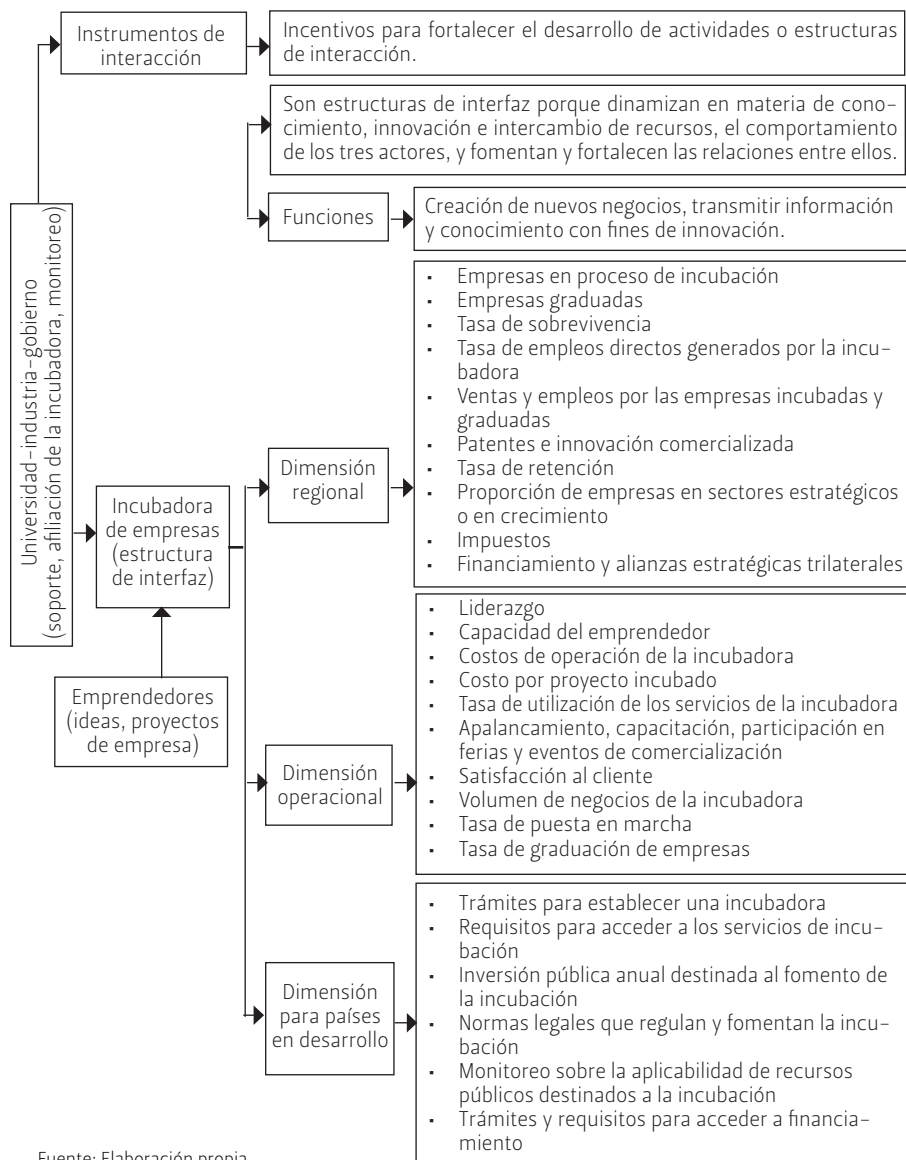 Instrumentos de
interacción
Incentivos para fortalecer el desarrollo de actividades o estructuras
de interacción.
Son estructuras de interfaz porque dinamizan en materia de cono-
cimiento, innovación e intercambio de recursos, el comportamiento
de los tres actores, y fomentan y fortalecen las relaciones entre ellos.
Funciones
Creación de nuevos negocios, transmitir información
y conocimiento con fines de innovación.
Universidad-industria-gobierno
(soporte, afiliación de la incubadora, monitoreo)
Incubadora
de empresas
(estructura
de interfaz)
Emprendedores
(ideas, proyectos
de empresa)
Dimensión
regional
▪ Empresas en proceso de incubación
▪ Empresas graduadas
▪ Tasa de sobrevivencia
▪ Tasa de empleos directos generados por la incu-
badora
▪ Ventas y empleos por las empresas incubadas y
graduadas
▪ Patentes e innovación comercializada
▪ Tasa de retención
▪ Proporción de empresas en sectores estratégicos
o en crecimiento
▪ Impuestos
▪ Financiamiento y alianzas estratégicas trilaterales
Dimensión
operacional
▪ Liderazgo
▪ Capacidad del emprendedor
▪ Costos de operación de la incubadora
▪ Costo por proyecto incubado
▪ Tasa de utilización de los servicios de la incubadora
▪ Apalancamiento, capacitación, participación en
ferias y eventos de comercialización
▪ Satisfacción al cliente
▪ Volumen de negocios de la incubadora
▪ Tasa de puesta en marcha
▪ Tasa de graduación de empresas
Dimensión
para países
en desarrollo
▪ Trámites para establecer una incubadora
▪ Requisitos para acceder a los servicios de incu-
bación
▪ Inversión pública anual destinada al fomento de
la incubación
▪ Normas legales que regulan y fomentan la incu-
bación
▪ Monitoreo sobre la aplicabilidad de recursos
públicos destinados a la incubación
▪ Trámites y requisitos para acceder a financia-
miento
Fuente: Elaboración propia